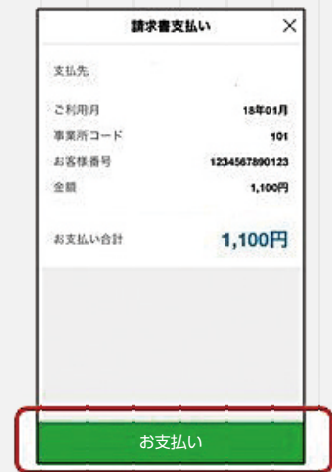 請求書支払い ×
支払先
ご利用月 18年01月
事業所コード 101
お客様番号 1234567890123
金額 1,100円
お支払い合計 1,100円
お支払い